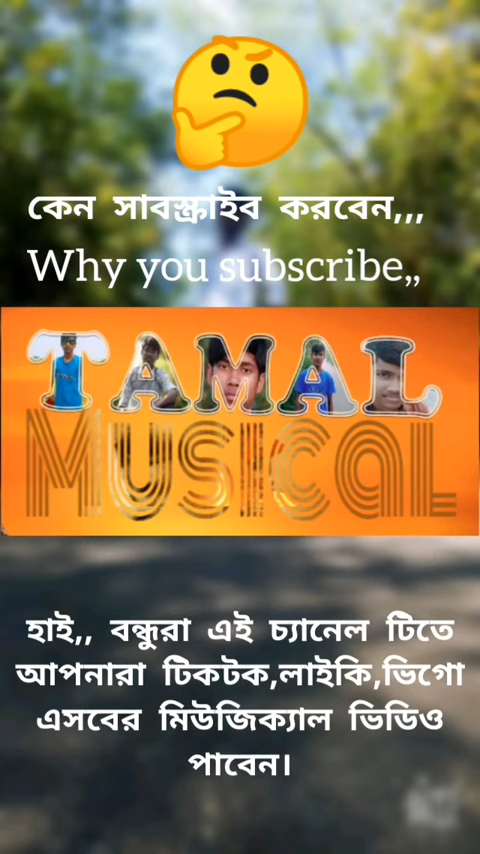 কেন সাবস্ক্রাইব করবেন,,,
Why you subscribe,,
TAMAL
MUSICAL
হাই,, বন্ধুরা এই চ্যানেল টিতে
আপনারা টিকটক,লাইকি,ভিগো
এসবের মিউজিক্যাল ভিডিও
পাবেন।